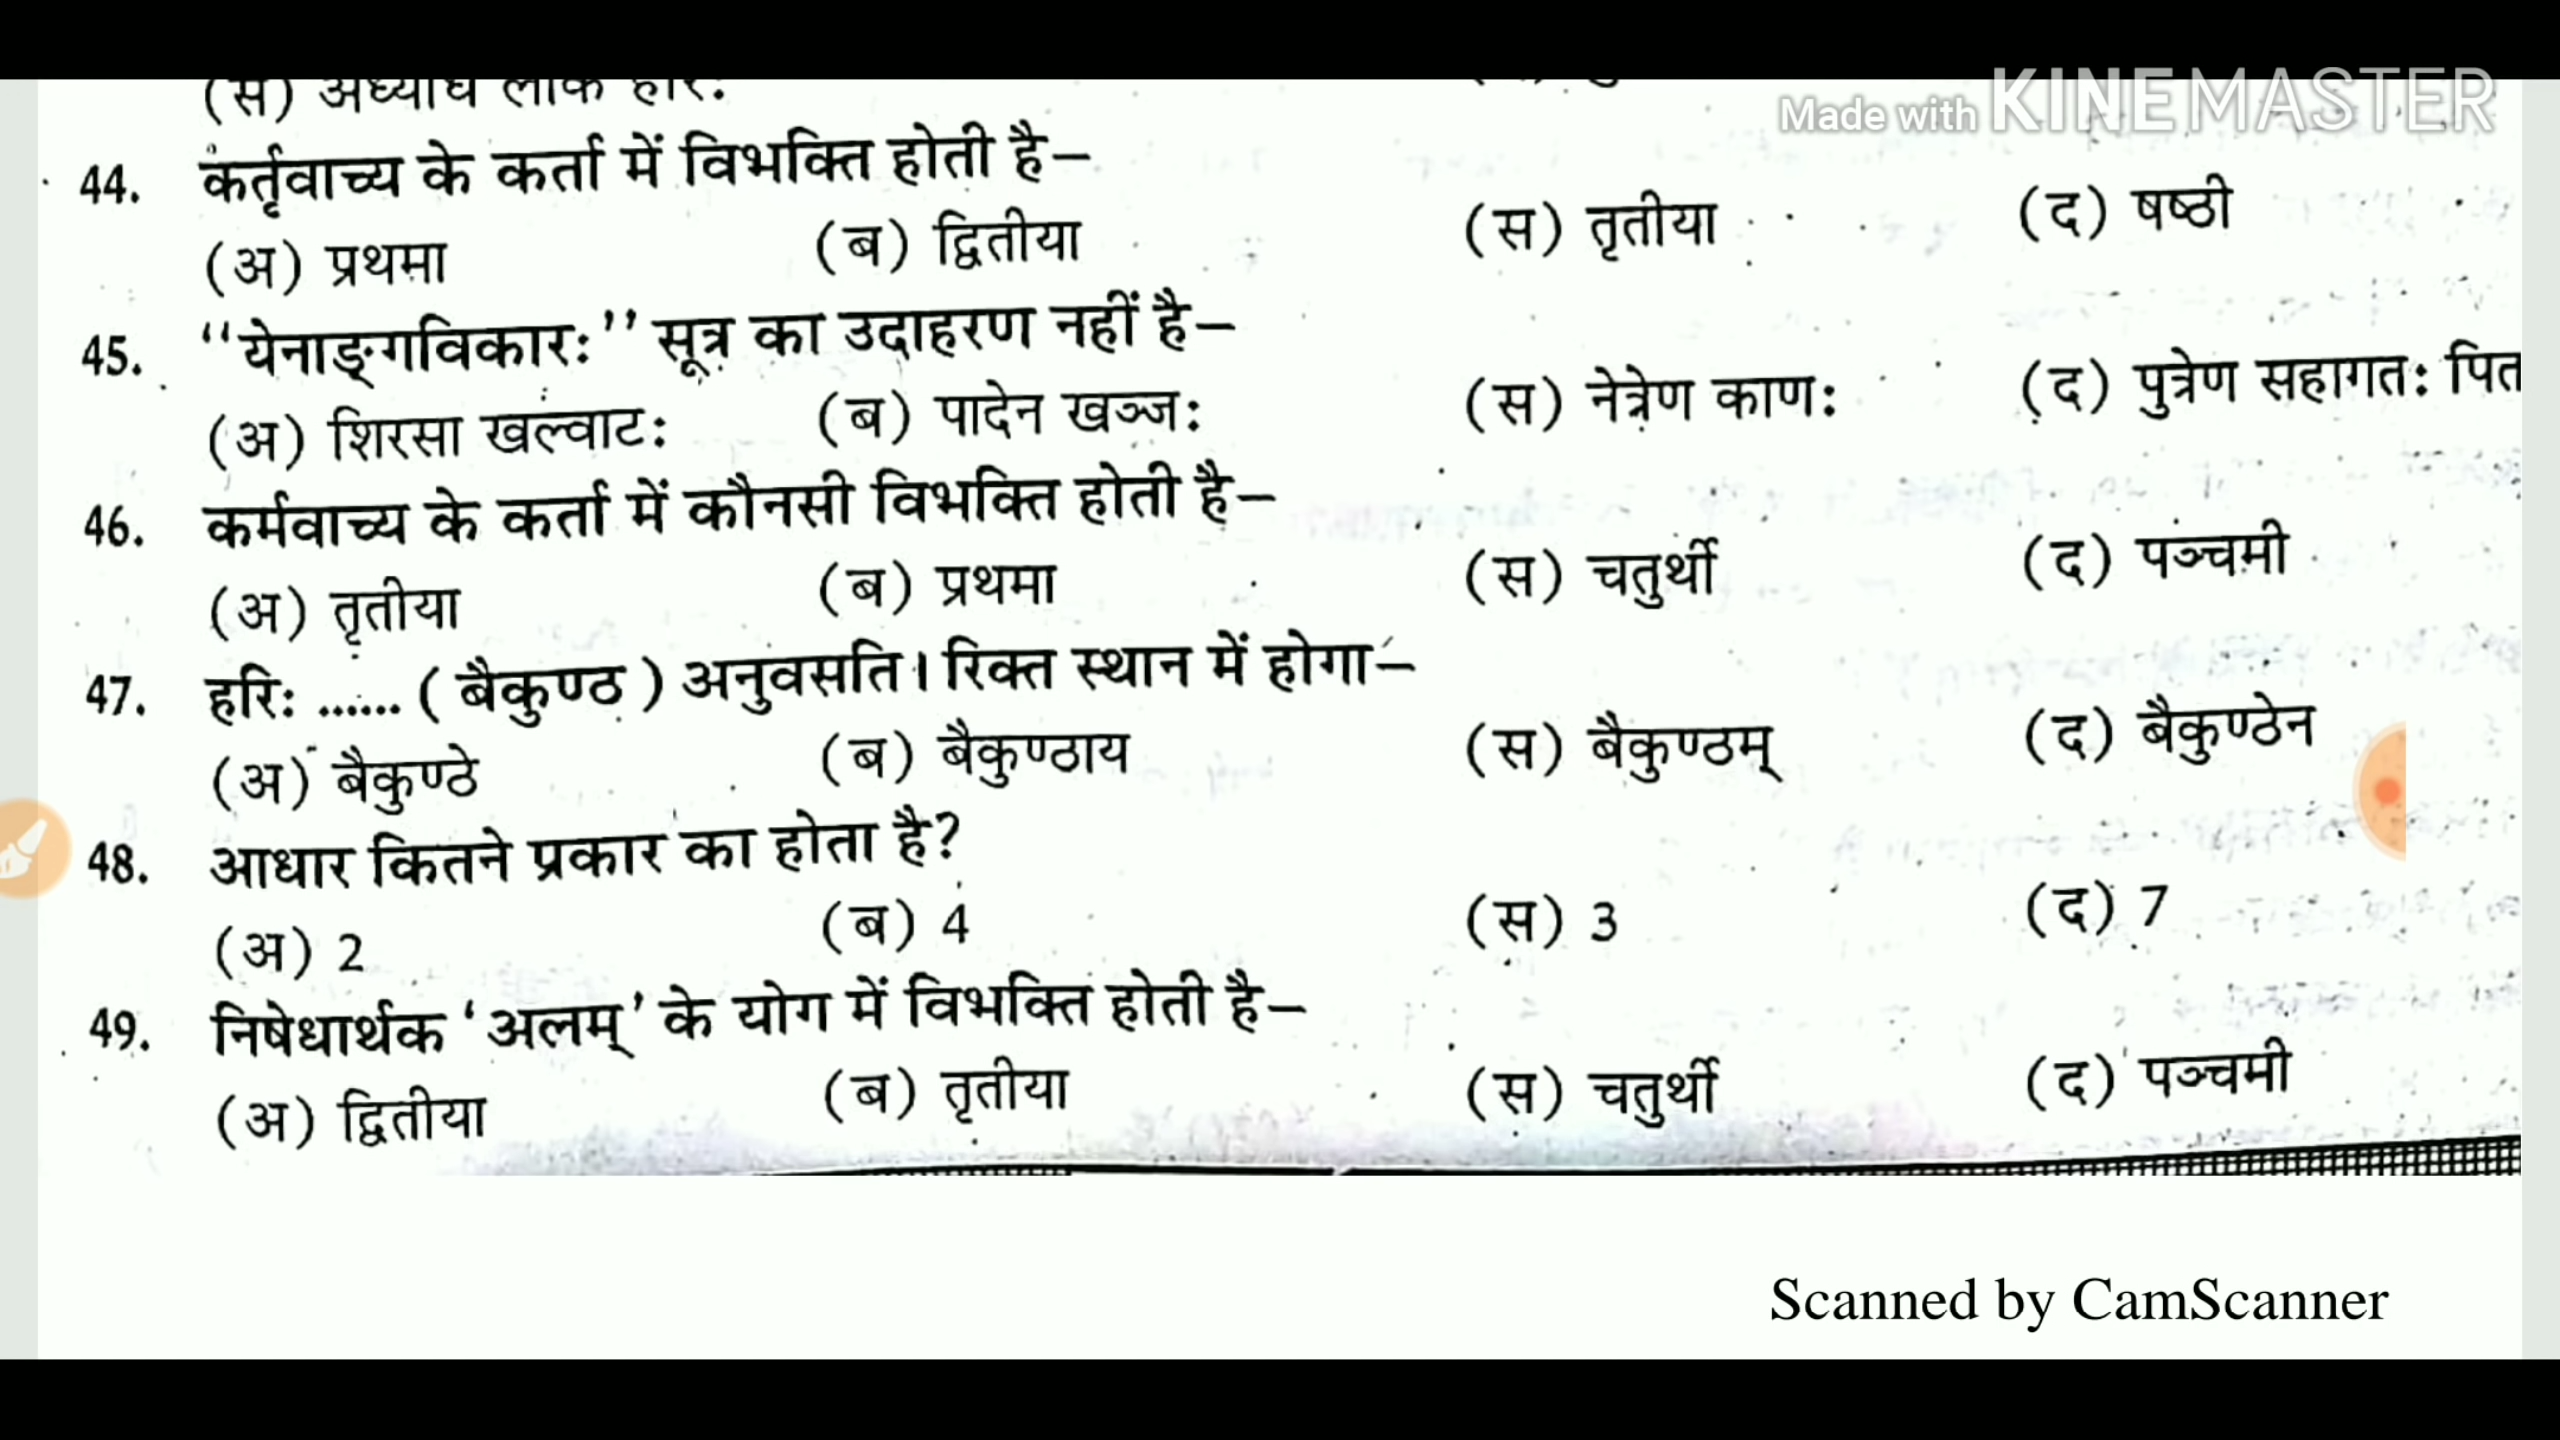 Made with KINEMASTER
(स) अध्याधि लोकं हरिः
44. कर्तृवाच्य के कर्ता में विभक्ति होती है–
(अ) प्रथमा (ब) द्वितीया (स) तृतीया (द) षष्ठी
45. “येनाङ्गविकारः” सूत्र का उदाहरण नहीं है–
(अ) शिरसा खल्वाटः (ब) पादेन खञ्जः (स) नेत्रेण काणः (द) पुत्रेण सहागतः पित
46. कर्मवाच्य के कर्ता में कौनसी विभक्ति होती है–
(अ) तृतीया (ब) प्रथमा (स) चतुर्थी (द) पञ्चमी
47. हरिः ...... ( बैकुण्ठ ) अनुवसति। रिक्त स्थान में होगा–
(अ) बैकुण्ठे (ब) बैकुण्ठाय (स) बैकुण्ठम् (द) बैकुण्ठेन
48. आधार कितने प्रकार का होता है?
(अ) 2 (ब) 4 (स) 3 (द) 7
49. निषेधार्थक ‘अलम्’ के योग में विभक्ति होती है–
(अ) द्वितीया (ब) तृतीया (स) चतुर्थी (द) पञ्चमी
Scanned by CamScanner